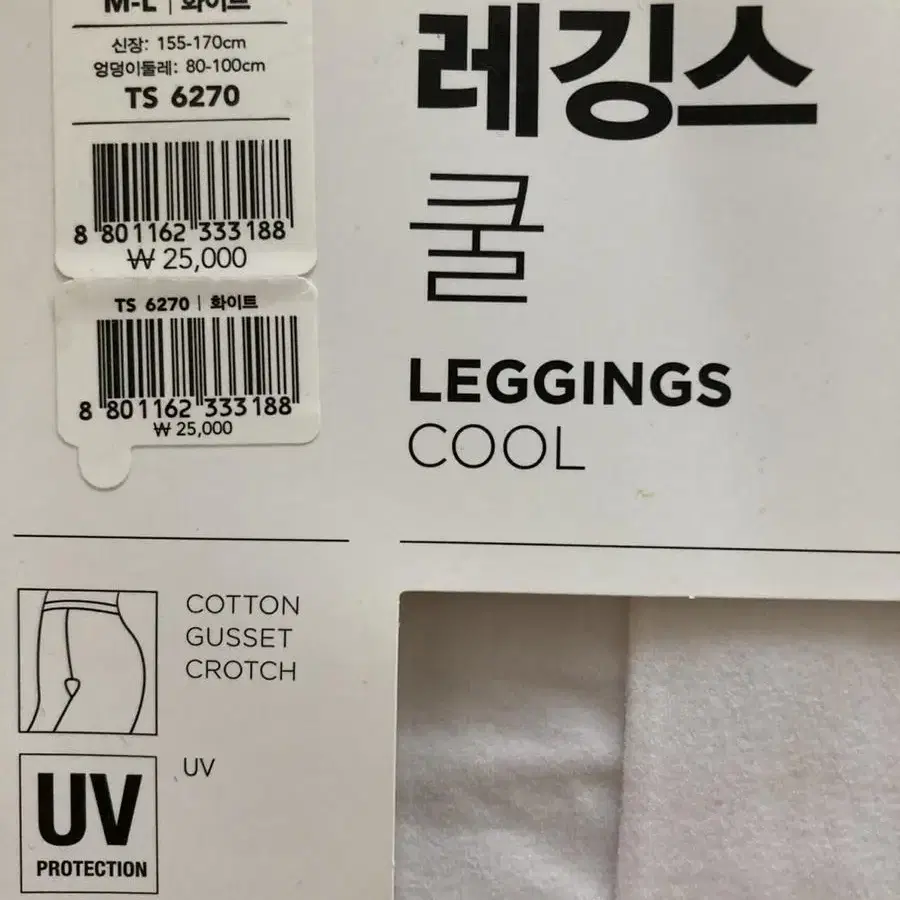 M-L | 화이트
신장: 155-170cm
엉덩이둘레: 80-100cm
TS 6270
8 801162 333188
₩ 25,000
TS 6270 | 화이트
8 801162 333188
₩ 25,000
레깅스
쿨
LEGGINGS
COOL
COTTON
GUSSET
CROTCH
UV
PROTECTION
UV